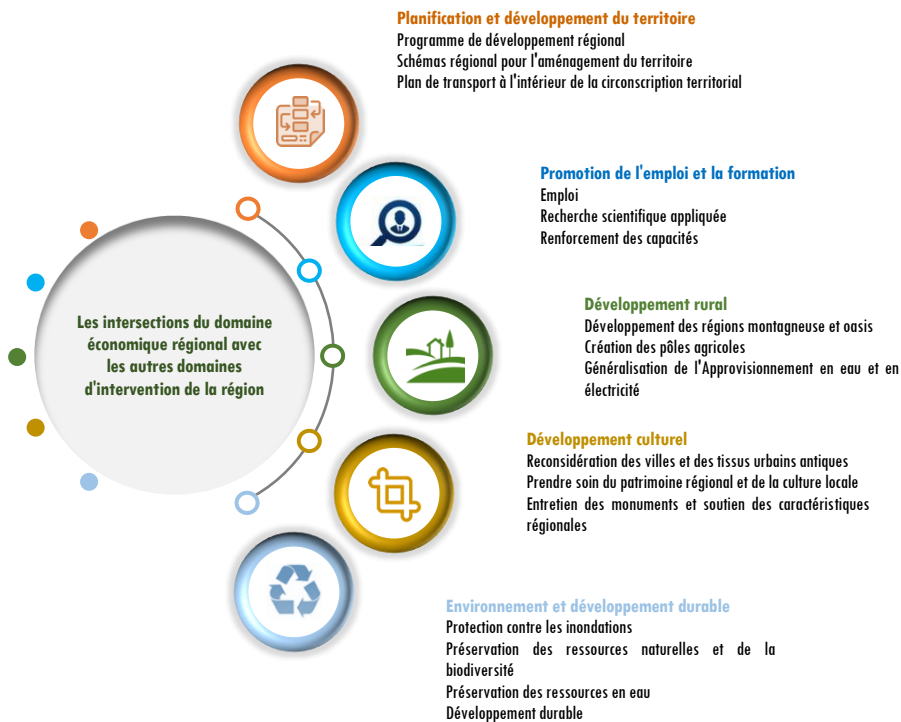 Planification et développement du territoire
Programme de développement régional
Schémas régional pour l'aménagement du territoire
Plan de transport à l'intérieur de la circonscription territorial
Promotion de l'emploi et la formation
Emploi
Recherche scientifique appliquée
Renforcement des capacités
Les intersections du domaine
économique régional avec
les autres domaines
d'intervention de la région
Développement rural
Développement des régions montagneuse et oasis
Création des pôles agricoles
Généralisation de l'Approvisionnement en eau et en
électricité
Développement culturel
Reconsidération des villes et des tissus urbains antiques
Prendre soin du patrimoine régional et de la culture locale
Entretien des monuments et soutien des caractéristiques
régionales
Environnement et développement durable
Protection contre les inondations
Préservation des ressources naturelles et de la
biodiversité
Préservation des ressources en eau
Développement durable